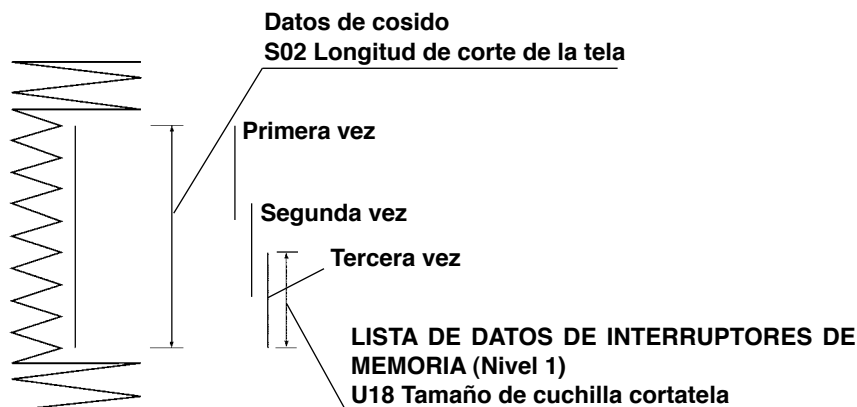 Datos de cosido
S02 Longitud de corte de la tela
Primera vez
Segunda vez
Tercera vez
LISTA DE DATOS DE INTERRUPTORES DE
MEMORIA (Nivel 1)
U18 Tamaño de cuchilla cortatela